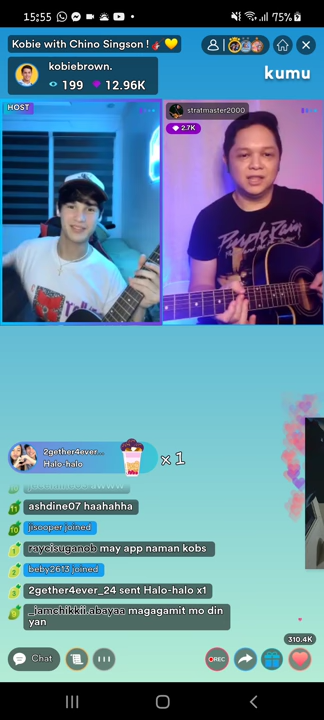 15:55
75%
Kobie with Chino Singson !
kobiebrown.
199 12.96K
kumu
HOST
stratmaster2000
2.7K
2gether4ever...
Halo-halo
x 1
11 ashdine07 haahahha
jisooper joined
raycisuganob may app naman kobs
beby2613 joined
2gether4ever_24 sent Halo-halo x1
_iamchikkii.abayaa magagamit mo din
yan
310.4K
Chat
REC